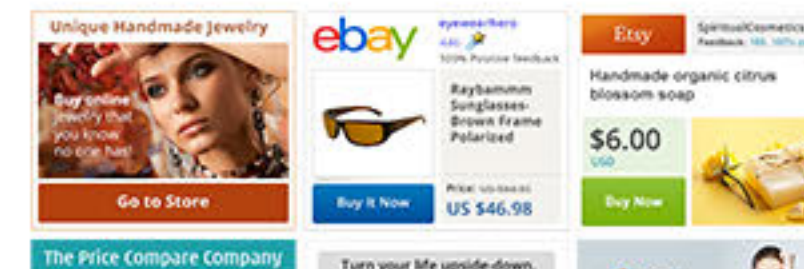 Unique Handmade Jewelry
Buy online
jewelry that
you know
no one has!
Go to Store
ebay
eyewearhero
100% Positive feedback
Raybammm
Sunglasses-
Brown Frame
Polarized
Buy It Now
Price:
US $46.98
Etsy
SpiritualCosmetics
Feedback:
Handmade organic citrus
blossom soap
$6.00
USD
Buy Now
The Price Compare Company
Turn your life upside-down.